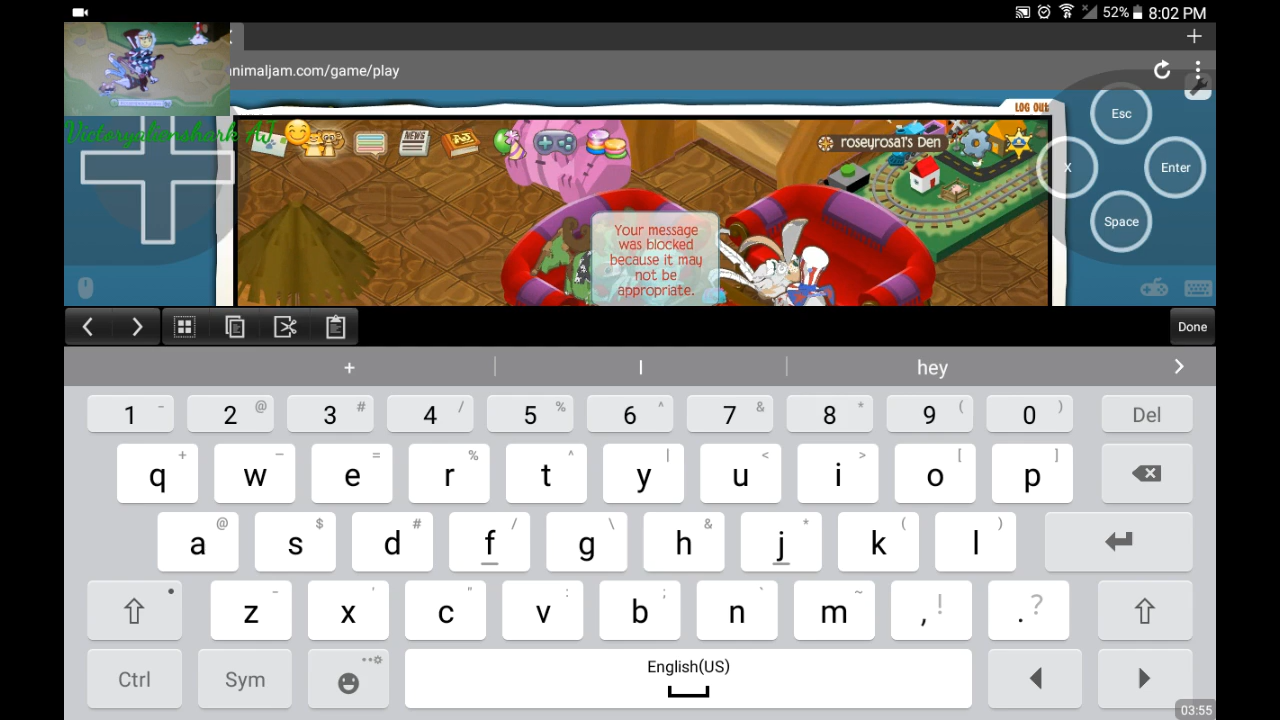 52% 8:02 PM
animaljam.com/game/play
LOG OUT
Victoryalienshark AJ
NEWS
roseyrosa1's Den
Esc
X
Enter
Space
Your message
was blocked
because it may
not be
appropriate.
Done
+ I hey
1 - 2 @ 3 # 4 / 5 % 6 ^ 7 & 8 * 9 ( 0 ) Del
q + w - e = r % t ^ y | u < i > o [ p ]
a @ s $ d # f / g \ h & j * k ( l )
z - x ' c " v : b ; n ` m ~ , ! . ?
Ctrl Sym English(US)
03:55